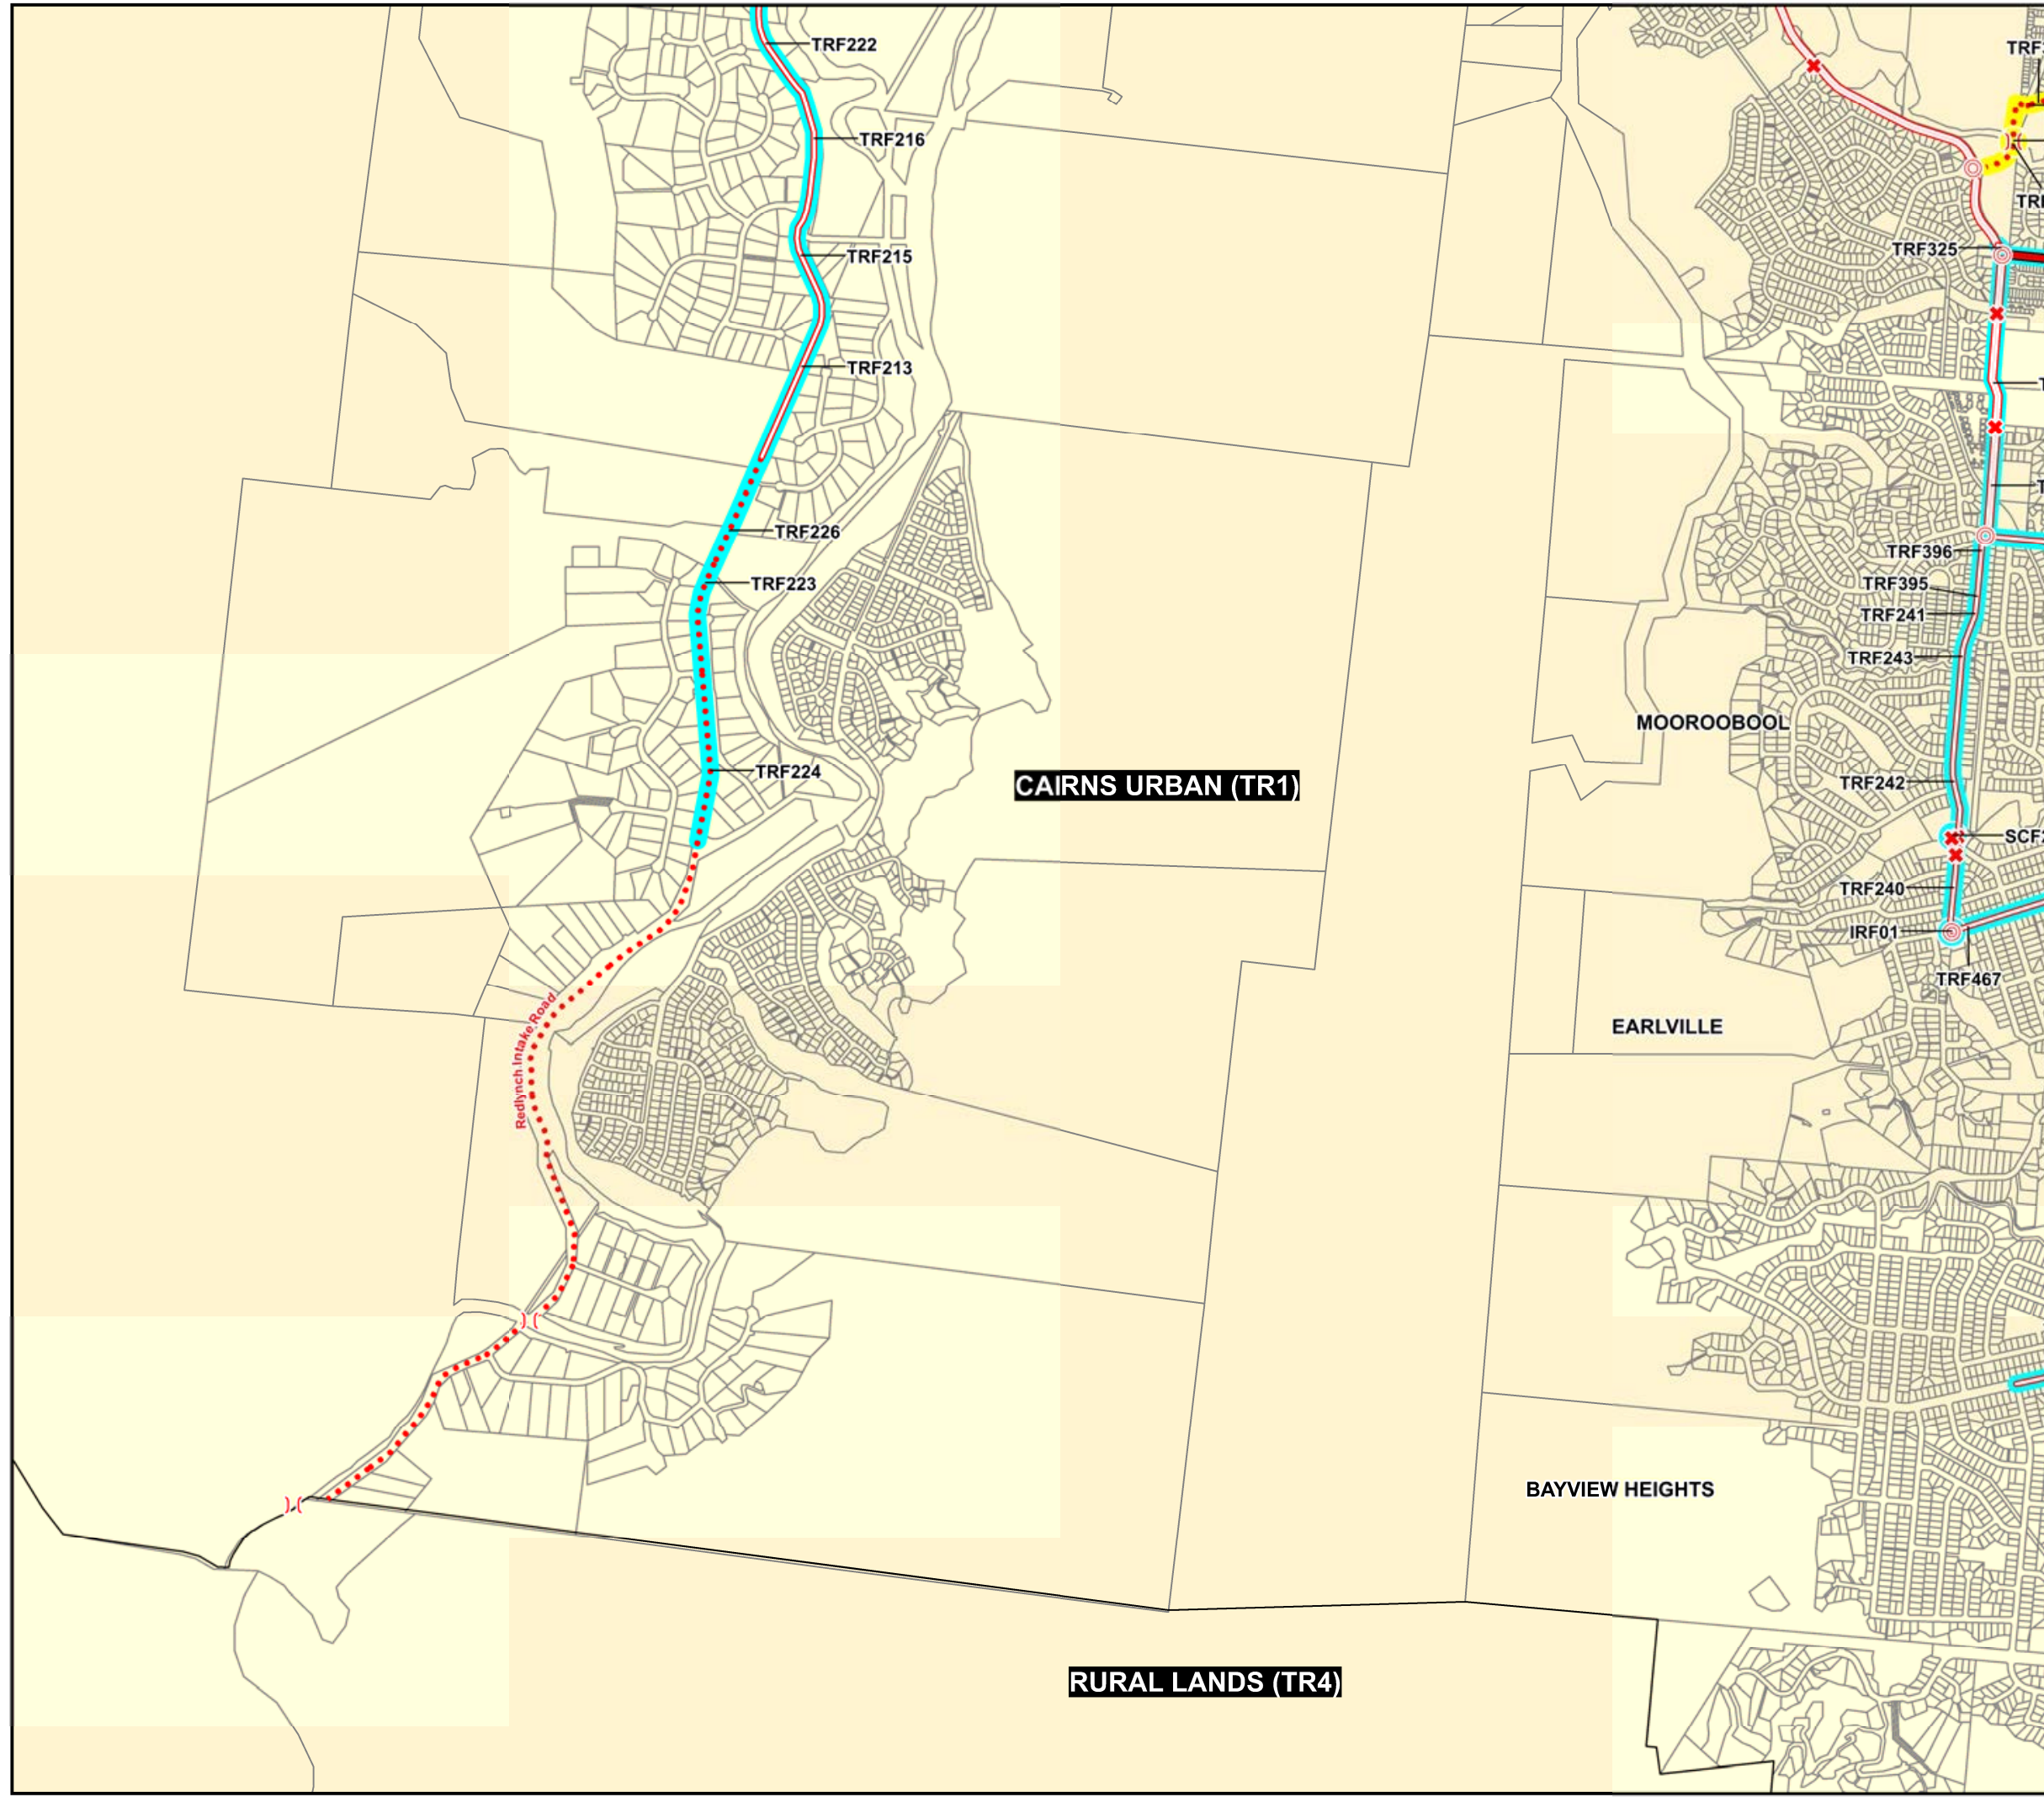 TRF222
TRF216
TRF325
TRF215
TRF213
TRF226
TRF396
TRF223
TRF395
TRF241
TRF243
MOOROOBOOL
TRF224
CAIRNS URBAN (TR1)
TRF242
TRF240
IRF01
TRF467
Redlynch Intake Road
EARLVILLE
BAYVIEW HEIGHTS
RURAL LANDS (TR4)